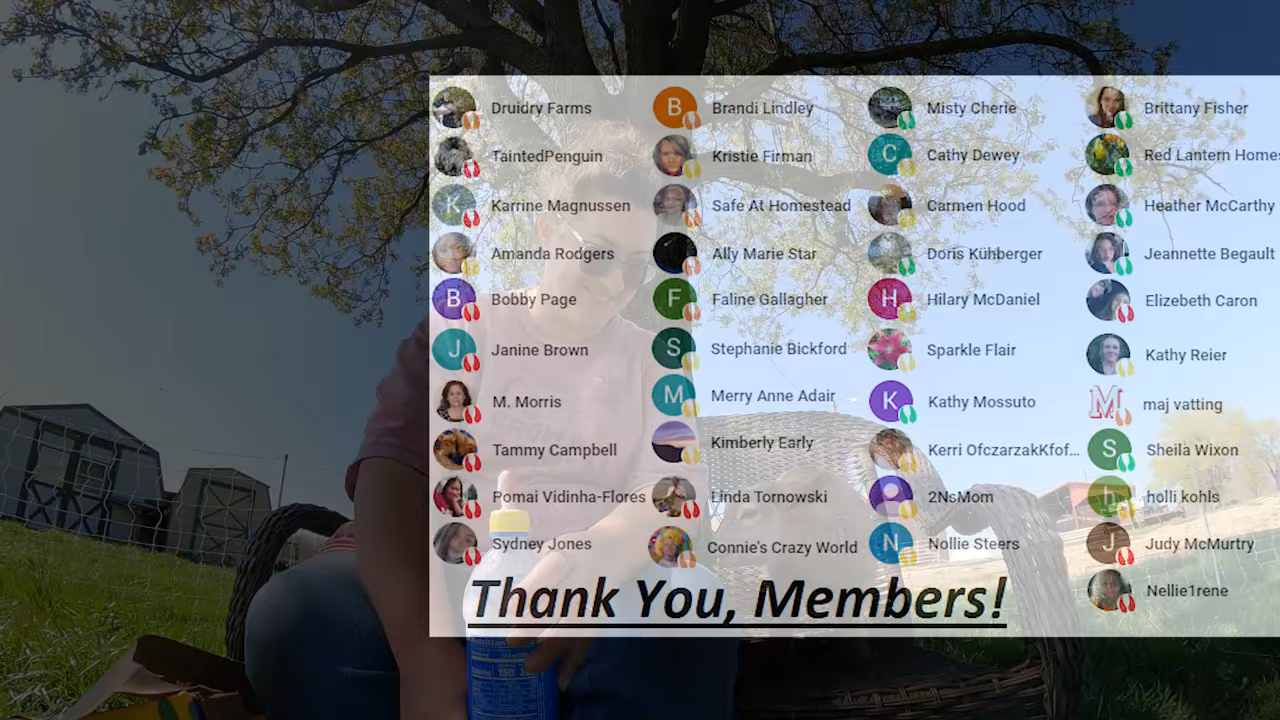 Druidry Farms
TaintedPenguin
K Karrine Magnussen
Amanda Rodgers
B Bobby Page
J Janine Brown
M. Morris
Tammy Campbell
Pomai Vidinha-Flores
Sydney Jones
B Brandi Lindley
Kristie Firman
Safe At Homestead
Ally Marie Star
F Faline Gallagher
S Stephanie Bickford
M Merry Anne Adair
Kimberly Early
Linda Tornowski
Connie's Crazy World
Misty Cherie
C Cathy Dewey
Carmen Hood
Doris Kühberger
H Hilary McDaniel
Sparkle Flair
K Kathy Mossuto
Kerri OfczarzakKfof...
2NsMom
N Nollie Steers
Brittany Fisher
Red Lantern Homes
Heather McCarthy
Jeannette Begault
Elizebeth Caron
Kathy Reier
M maj vatting
S Sheila Wixon
h holli kohls
J Judy McMurtry
Nellie1rene
Thank You, Members!